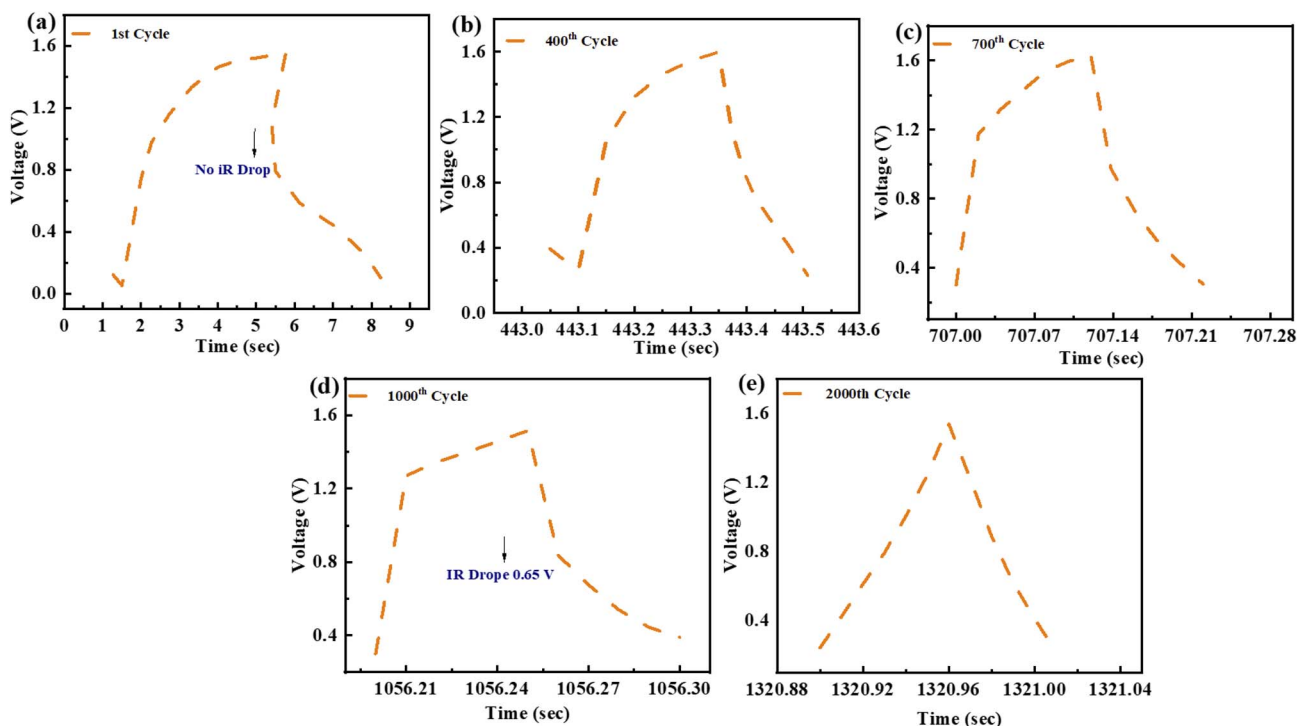 (a)
1st Cycle
1.6
1.2
0.8
0.4
0.0
Voltage (V)
No iR Drop
0 1 2 3 4 5 6 7 8 9
Time (sec)
(b)
400th Cycle
1.6
1.2
0.8
0.4
0.0
Voltage (V)
443.0 443.1 443.2 443.3 443.4 443.5 443.6
Time (sec)
(c)
700th Cycle
1.6
1.2
0.8
0.4
Voltage (V)
707.00 707.07 707.14 707.21 707.28
Time (sec)
(d)
1000th Cycle
1.6
1.2
0.8
0.4
Voltage (V)
IR Drope 0.65 V
1056.21 1056.24 1056.27 1056.30
Time (sec)
(e)
2000th Cycle
1.6
1.2
0.8
0.4
Voltage (V)
1320.88 1320.92 1320.96 1321.00 1321.04
Time (sec)